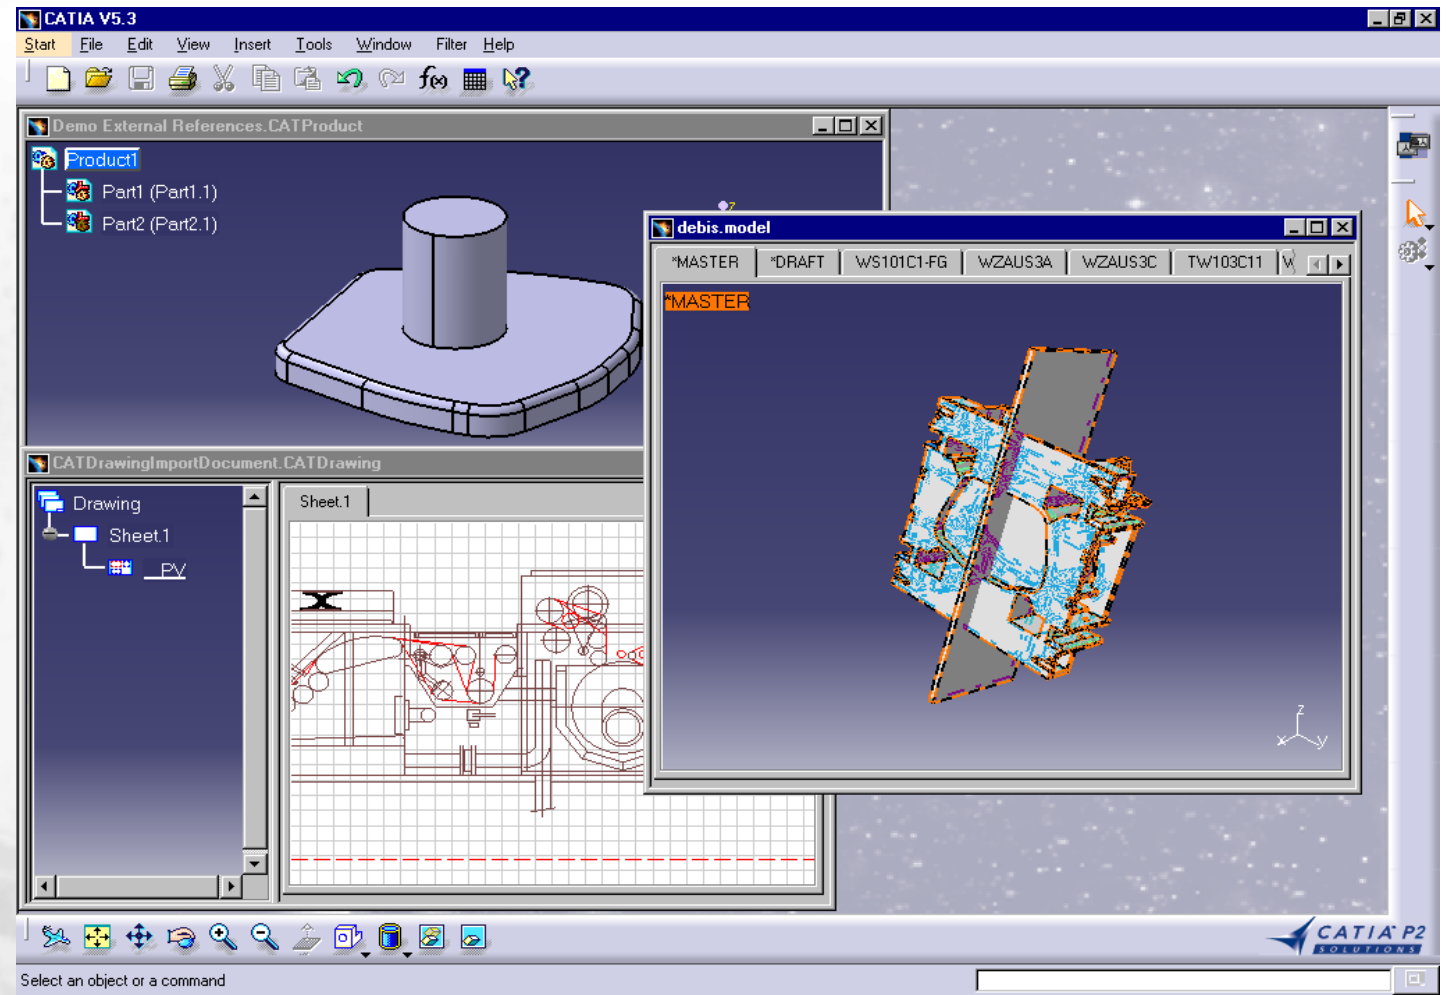 CATIA V5.3
Start File Edit View Insert Tools Window Filter Help
f(x)
Demo External References.CATProduct
Product1
Part1 (Part1.1)
Part2 (Part2.1)
z
debis.model
*MASTER *DRAFT WS101C1-FG WZAUS3A WZAUS3C TW103C11 W
*MASTER
z
x y
CATDrawingImportDocument.CATDrawing
Drawing
Sheet.1
__PV
Sheet.1
CATIA P2
SOLUTIONS
Select an object or a command